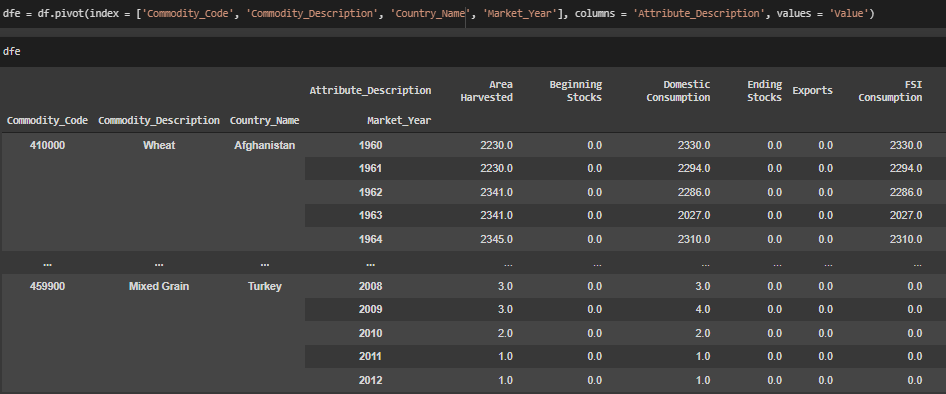 dfe = df.pivot(index = ['Commodity_Code', 'Commodity_Description', 'Country_Name', 'Market_Year'], columns = 'Attribute_Description', values = 'Value')
dfe
Attribute_Description Area Harvested Beginning Stocks Domestic Consumption Ending Stocks Exports FSI Consumption
Commodity_Code Commodity_Description Country_Name Market_Year
410000 Wheat Afghanistan 1960 2230.0 0.0 2330.0 0.0 0.0 2330.0
1961 2230.0 0.0 2294.0 0.0 0.0 2294.0
1962 2341.0 0.0 2286.0 0.0 0.0 2286.0
1963 2341.0 0.0 2027.0 0.0 0.0 2027.0
1964 2345.0 0.0 2310.0 0.0 0.0 2310.0
... ... ... ... ... ... ... ... ... ...
459900 Mixed Grain Turkey 2008 3.0 0.0 3.0 0.0 0.0 0.0
2009 3.0 0.0 4.0 0.0 0.0 0.0
2010 2.0 0.0 2.0 0.0 0.0 0.0
2011 1.0 0.0 1.0 0.0 0.0 0.0
2012 1.0 0.0 1.0 0.0 0.0 0.0